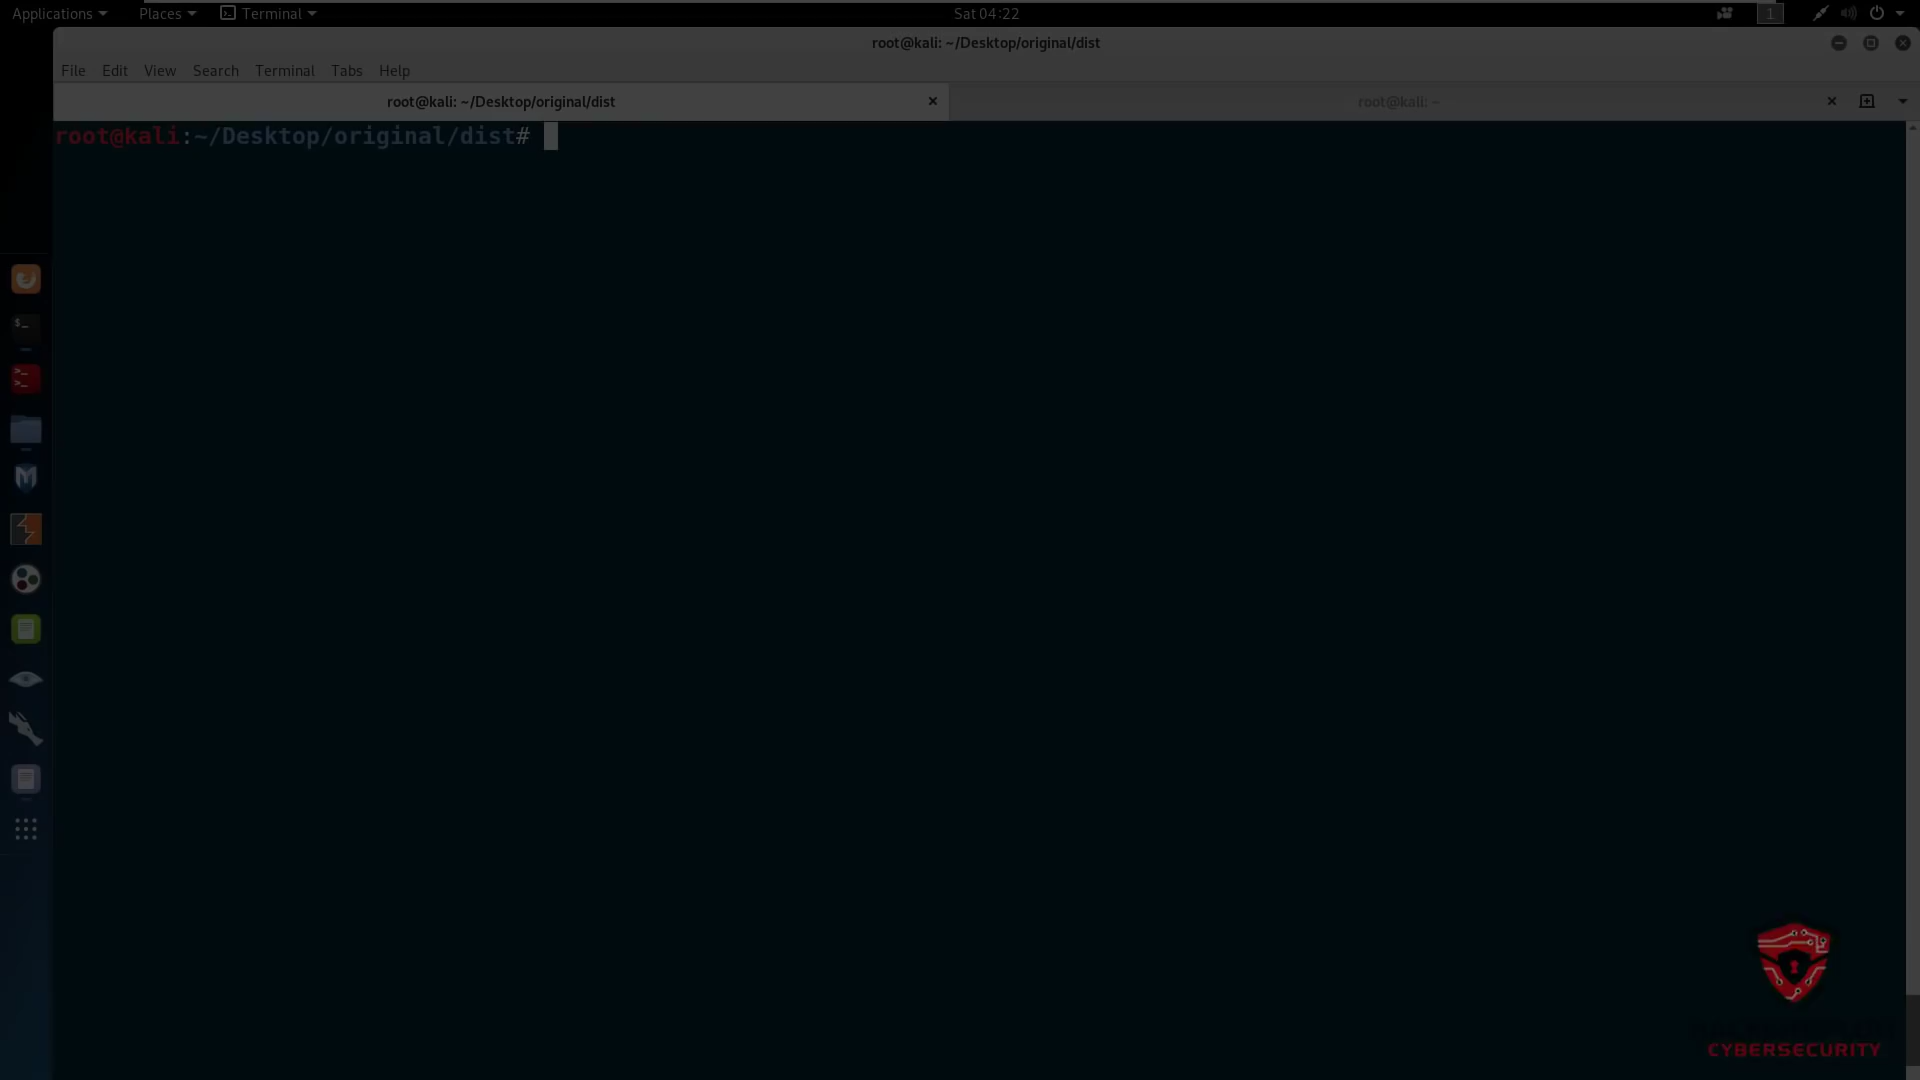 Applications Places Terminal Sat 04:22 1
root@kali: ~/Desktop/original/dist
File Edit View Search Terminal Tabs Help
root@kali: ~/Desktop/original/dist root@kali: ~
root@kali:~/Desktop/original/dist#
CYBERSECURITY